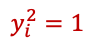 $y_i^2 = 1$